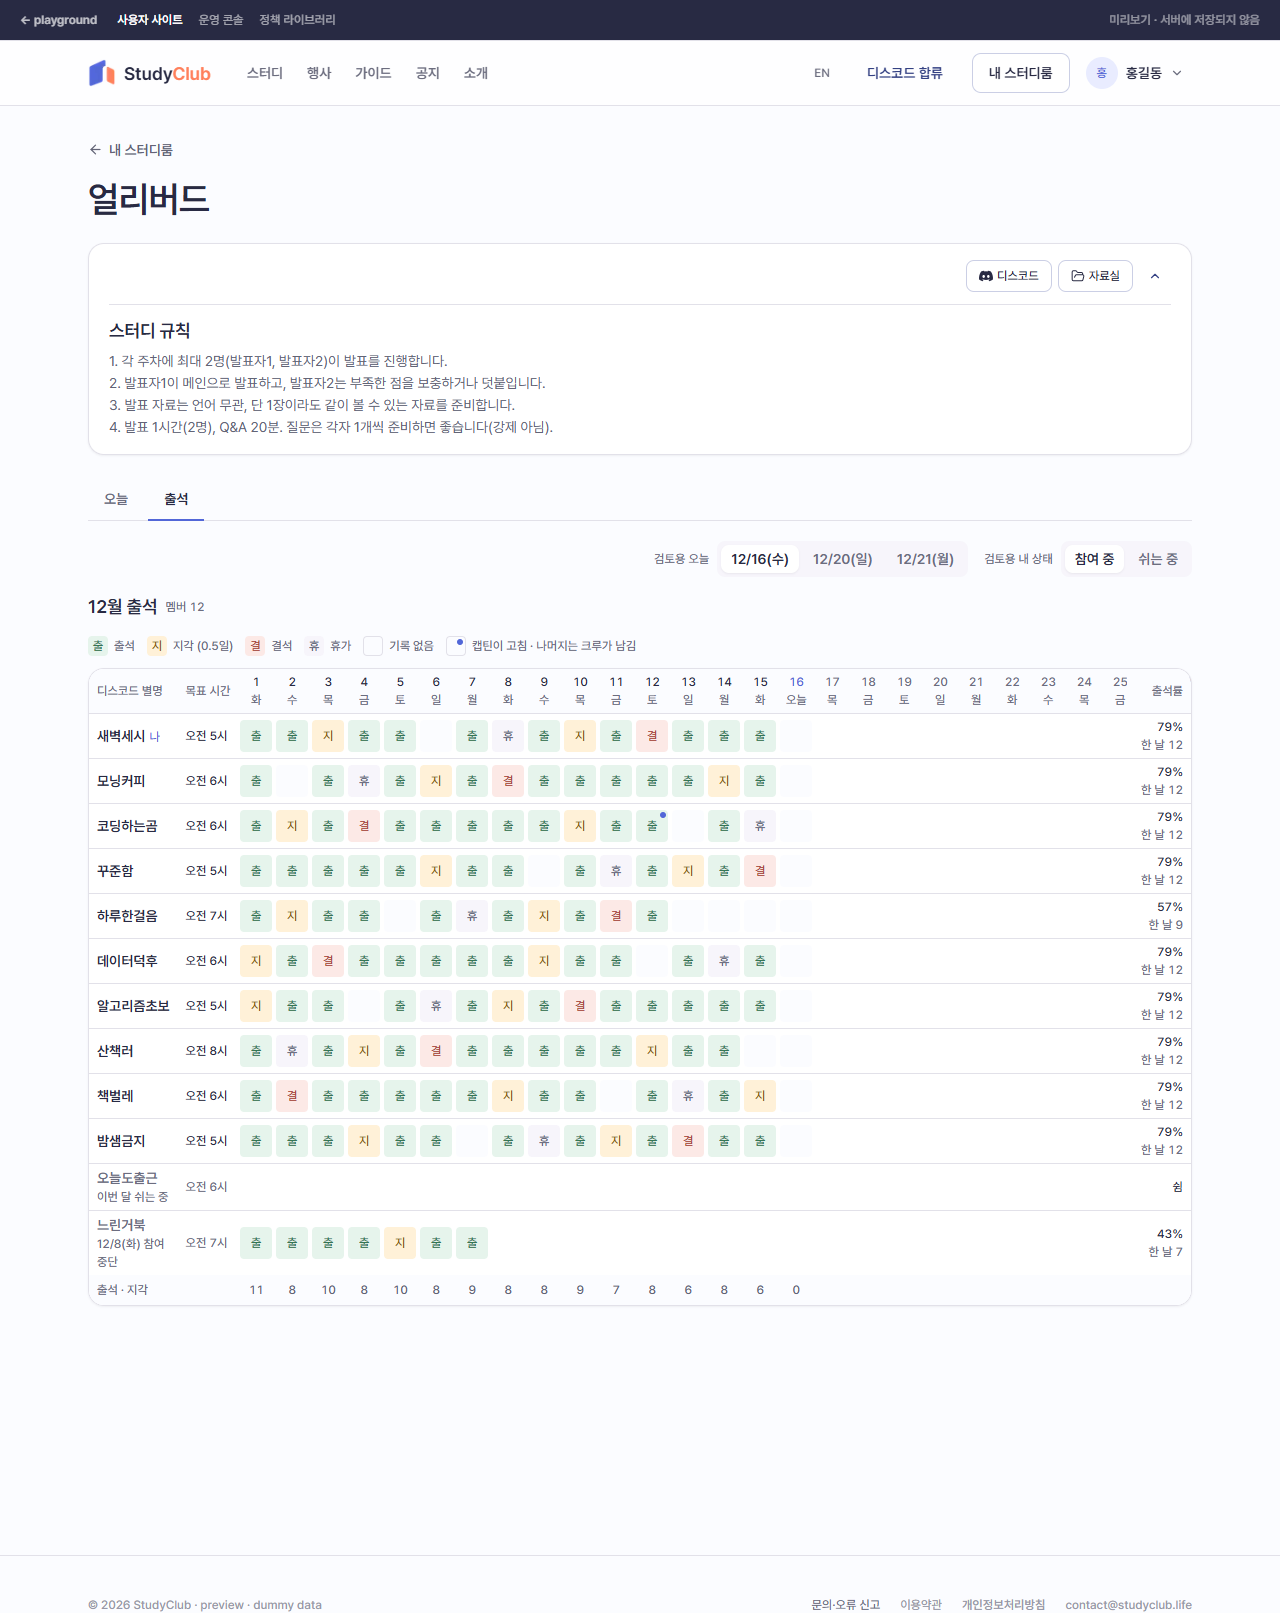 ← playground 사용자 사이트 운영 콘솔 정책 라이브러리 미리보기 · 서버에 저장되지 않음
StudyClub 스터디 행사 가이드 공지 소개 EN 디스코드 합류 내 스터디룸 홍 홍길동
← 내 스터디룸
얼리버드
디스코드 자료실
스터디 규칙
1. 각 주차에 최대 2명(발표자1, 발표자2)이 발표를 진행합니다.
2. 발표자1이 메인으로 발표하고, 발표자2는 부족한 점을 보충하거나 덧붙입니다.
3. 발표 자료는 언어 무관, 단 1장이라도 같이 볼 수 있는 자료를 준비합니다.
4. 발표 1시간(2명), Q&A 20분. 질문은 각자 1개씩 준비하면 좋습니다(강제 아님).
오늘 출석
검토용 오늘 12/16(수) 12/20(일) 12/21(월) 검토용 내 상태 참여 중 쉬는 중
12월 출석 멤버 12
출 출석 지 지각 (0.5일) 결 결석 휴 휴가 기록 없음 캡틴이 고침 · 나머지는 크루가 남김
디스코드 별명 목표 시간 1 2 3 4 5 6 7 8 9 10 11 12 13 14 15 16 17 18 19 20 21 22 23 24 25 출석률
화 수 목 금 토 일 월 화 수 목 금 토 일 월 화 오늘 목 금 토 일 월 화 수 목 금
새벽세시 나 오전 5시 출 출 지 출 출 출 휴 출 지 출 결 출 출 출 79%
한 날 12
모닝커피 오전 6시 출 출 휴 출 지 출 결 출 출 출 출 출 지 출 79%
한 날 12
코딩하는곰 오전 6시 출 지 출 결 출 출 출 출 출 지 출 출 출 휴 79%
한 날 12
꾸준함 오전 5시 출 출 출 출 출 지 출 출 출 휴 출 지 출 결 79%
한 날 12
하루한걸음 오전 7시 출 지 출 출 출 휴 출 지 출 결 출 57%
한 날 9
데이터덕후 오전 6시 지 출 결 출 출 출 출 출 지 출 출 출 휴 출 79%
한 날 12
알고리즘초보 오전 5시 지 출 출 출 휴 출 지 출 결 출 출 출 출 출 79%
한 날 12
산책러 오전 8시 출 휴 출 지 출 결 출 출 출 출 출 지 출 출 79%
한 날 12
책벌레 오전 6시 출 결 출 출 출 출 출 지 출 출 출 휴 출 지 79%
한 날 12
밤샘금지 오전 5시 출 출 출 지 출 출 출 휴 출 지 출 결 출 출 79%
한 날 12
오늘도출근 오전 6시 쉼
이번 달 쉬는 중
느린거북 오전 7시 출 출 출 출 지 출 출 43%
12/8(화) 참여 한 날 7
중단
출석 · 지각 11 8 10 8 10 8 9 8 8 9 7 8 6 8 6 0
© 2026 StudyClub · preview · dummy data 문의·오류 신고 이용약관 개인정보처리방침 contact@studyclub.life